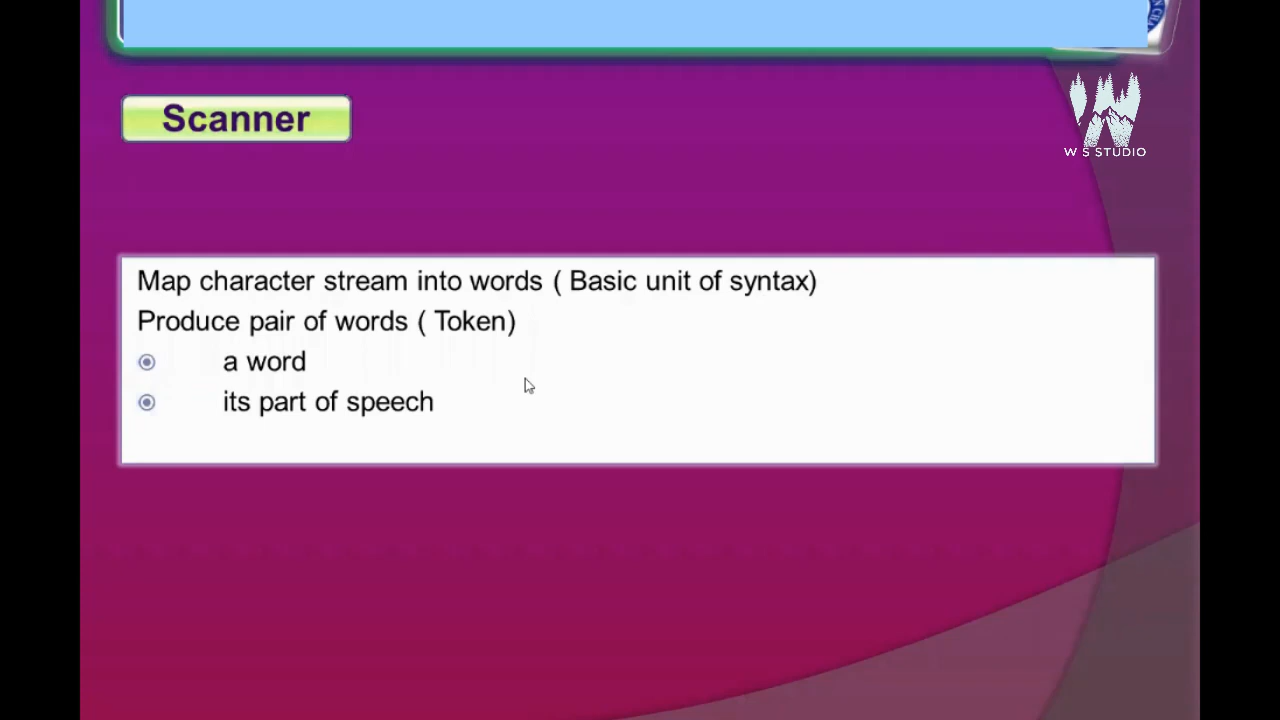 Scanner
W S STUDIO
Map character stream into words ( Basic unit of syntax)
Produce pair of words ( Token)
a word
its part of speech